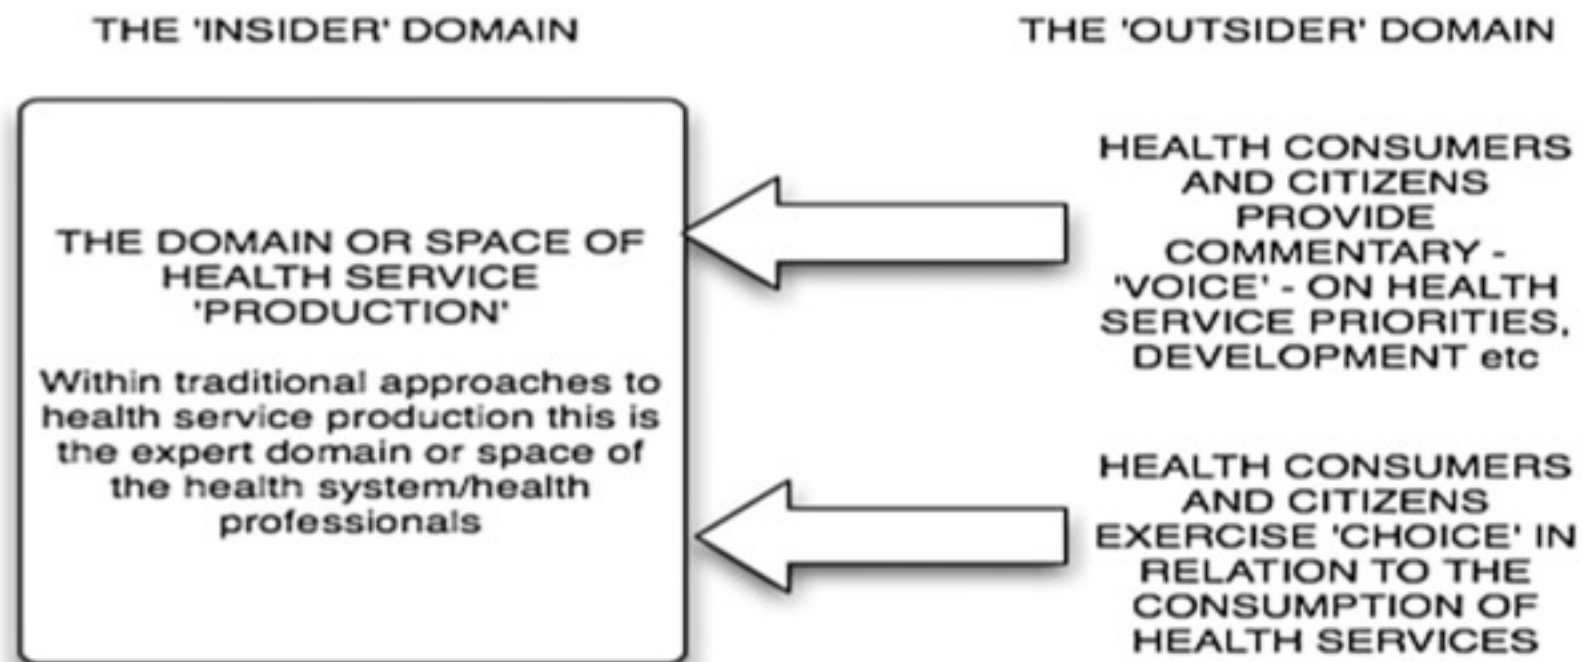 THE 'INSIDER' DOMAIN
THE DOMAIN OR SPACE OF
HEALTH SERVICE
'PRODUCTION'
Within traditional approaches to
health service production this is
the expert domain or space of
the health system/health
professionals
THE 'OUTSIDER' DOMAIN
HEALTH CONSUMERS
AND CITIZENS
PROVIDE
COMMENTARY -
'VOICE' - ON HEALTH
SERVICE PRIORITIES,
DEVELOPMENT etc
HEALTH CONSUMERS
AND CITIZENS
EXERCISE 'CHOICE' IN
RELATION TO THE
CONSUMPTION OF
HEALTH SERVICES